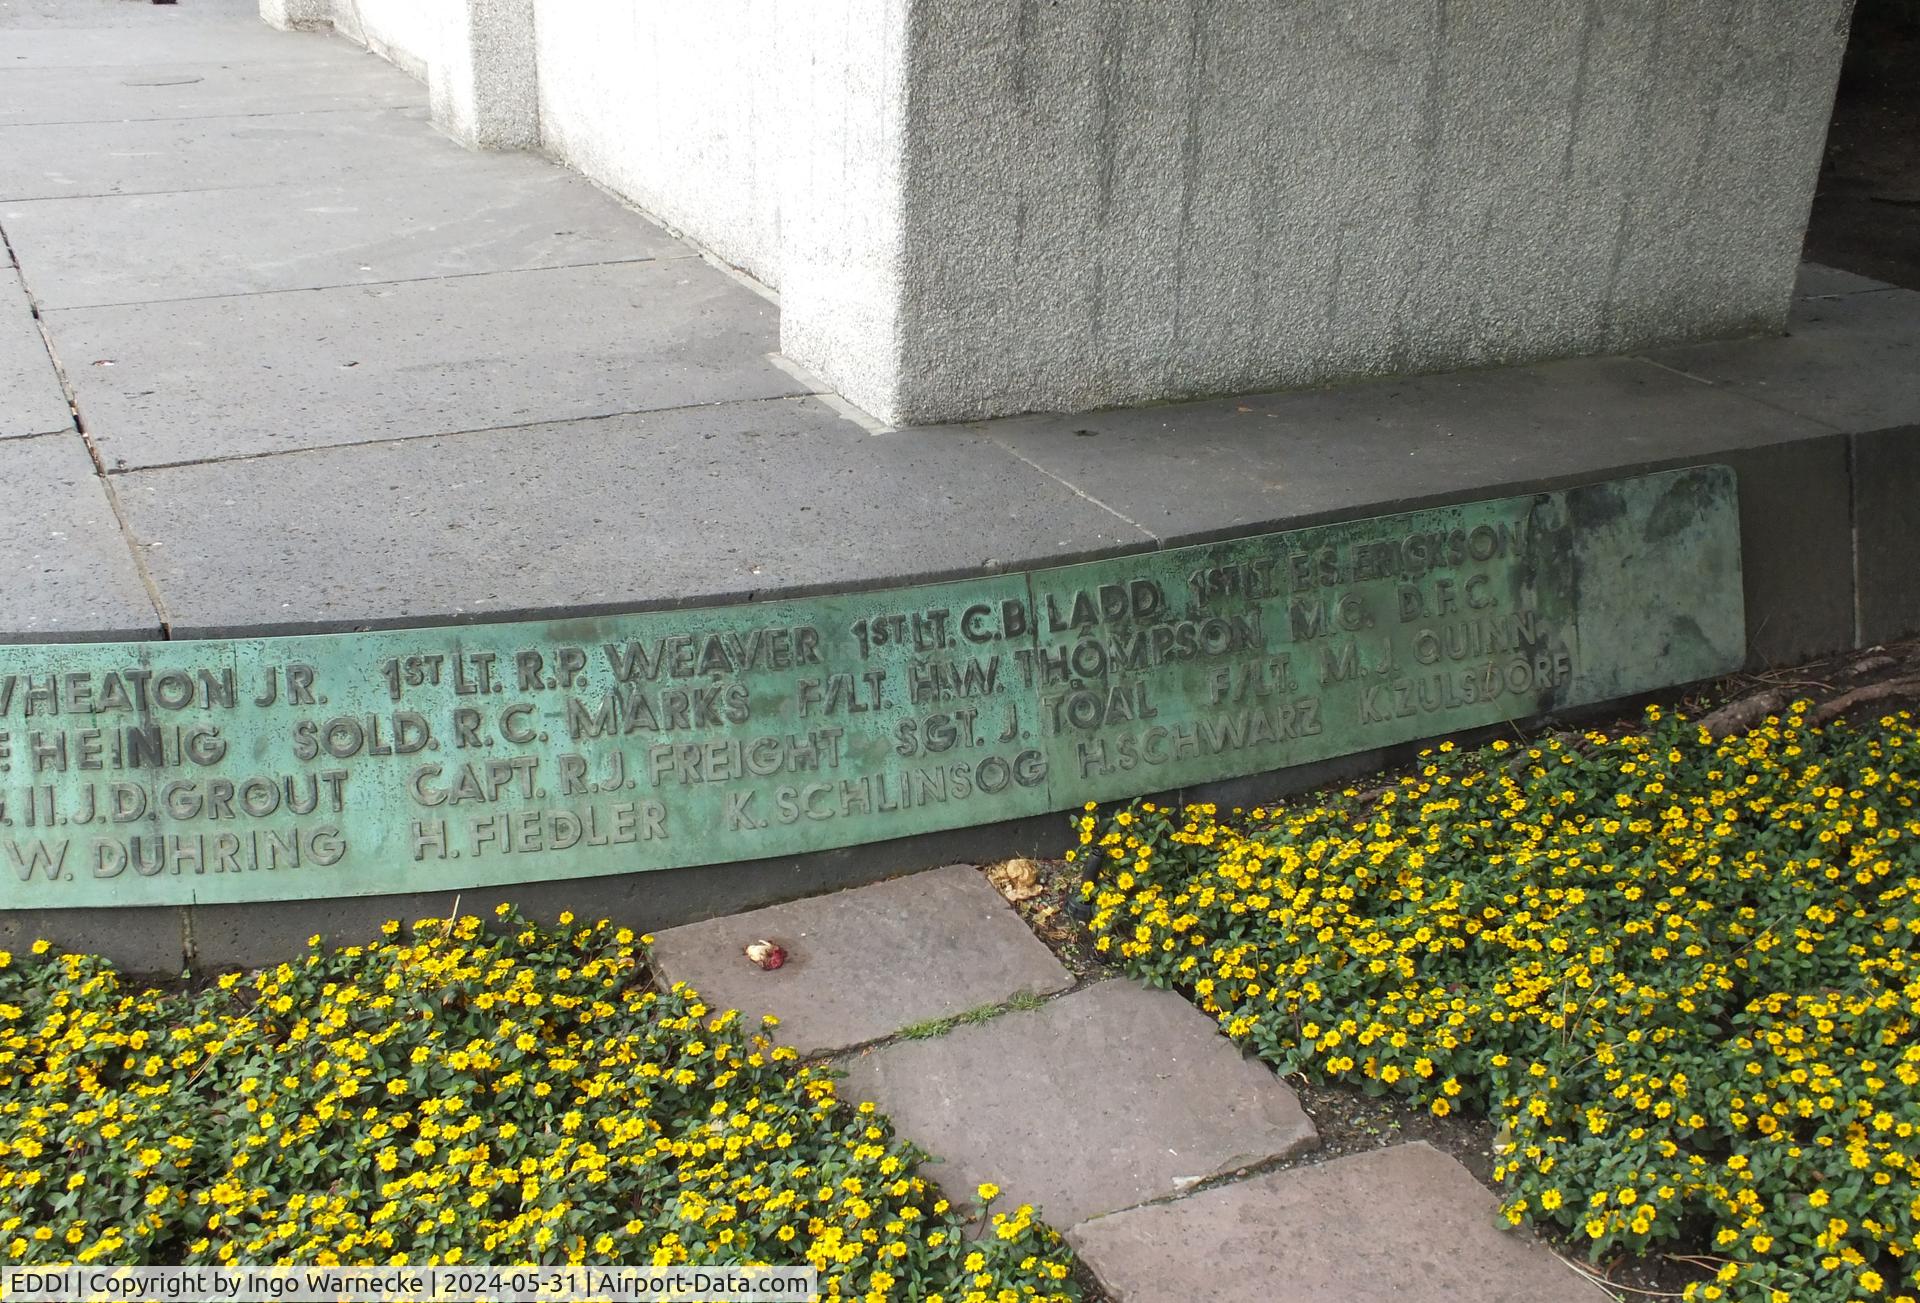 WHEATON JR. 1ST LT. R.P. WEAVER 1ST LT. C.B. LADD 1ST LT. E.S. ERICKSON
HEINIG SOLD. R.C. MARKS F/LT. H.W. THOMPSON M.C. D.F.C.
II. J.D. GROUT CAPT. R.J. FREIGHT SGT. J. TOAL F/LT. M.J. QUINN
W. DUHRING H. FIEDLER K. SCHLINSOG H. SCHWARZ K. ZULSDORF
EDDI | Copyright by Ingo Warnecke | 2024-05-31 | Airport-Data.com